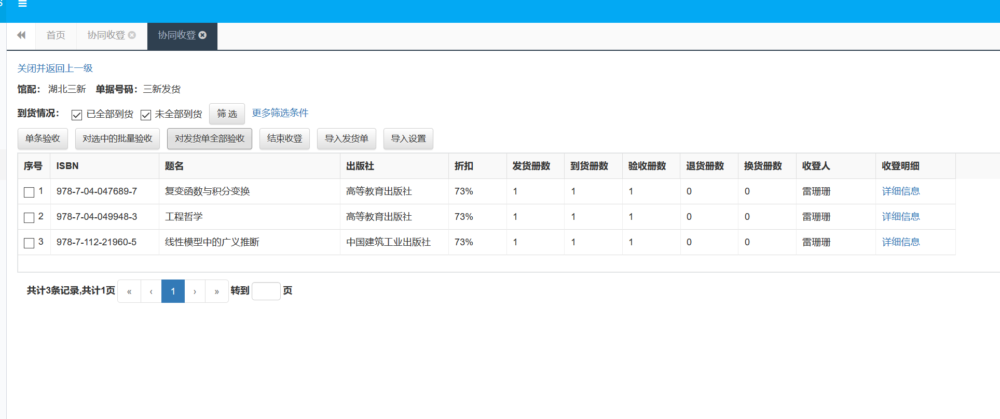 首页 协同收登 协同收登
关闭并返回上一级
馆配： 湖北三新 单据号码：三新发货
到货情况： 已全部到货 未全部到货 筛 选 更多筛选条件
单条验收 对选中的批量验收 对发货单全部验收 结束收登 导入发货单 导入设置
序号 ISBN 题名 出版社 折扣 发货册数 到货册数 验收册数 退货册数 换货册数 收登人 收登明细
1 978-7-04-047689-7 复变函数与积分变换 高等教育出版社 73% 1 1 1 0 0 雷珊珊 详细信息
2 978-7-04-049948-3 工程哲学 高等教育出版社 73% 1 1 1 0 0 雷珊珊 详细信息
3 978-7-112-21960-5 线性模型中的广义推断 中国建筑工业出版社 73% 1 1 1 0 0 雷珊珊 详细信息
共计3条记录,共计1页 « ‹ 1 › » 转到 页